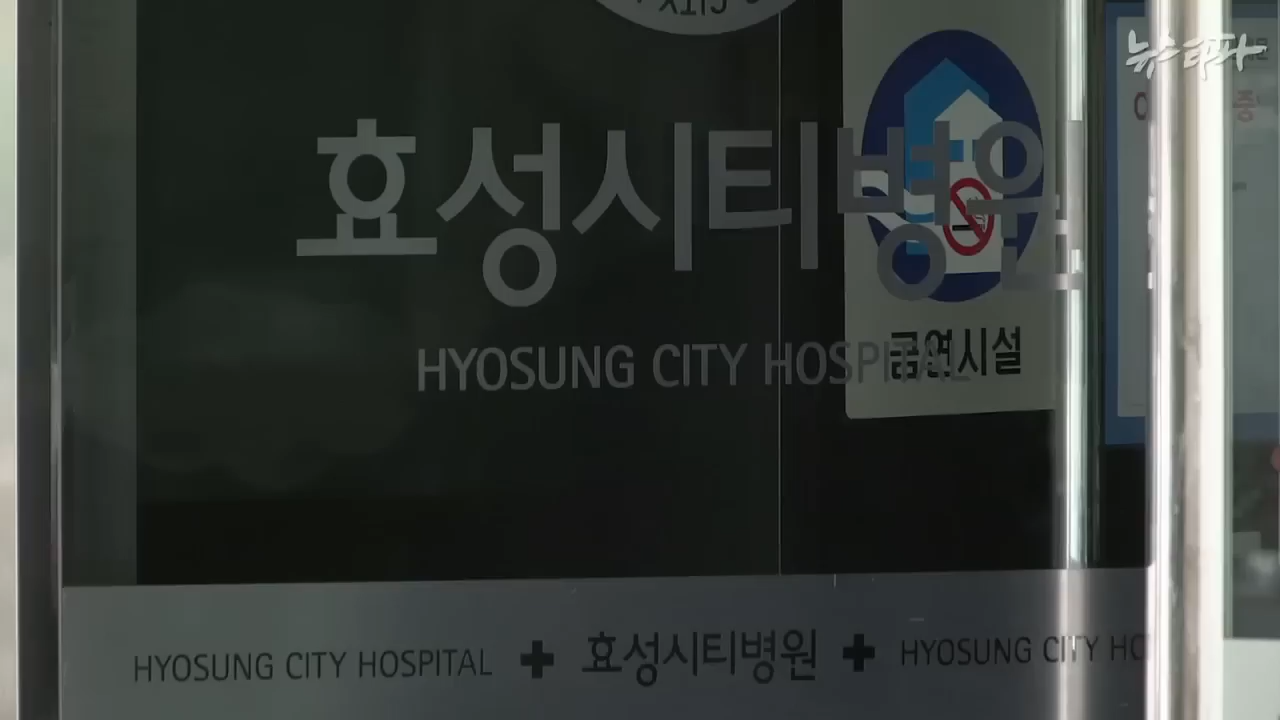 뉴스타파
효성시티병원
HYOSUNG CITY HOSPITAL
금연시설
HYOSUNG CITY HOSPITAL ✚ 효성시티병원 ✚ HYOSUNG CITY HO